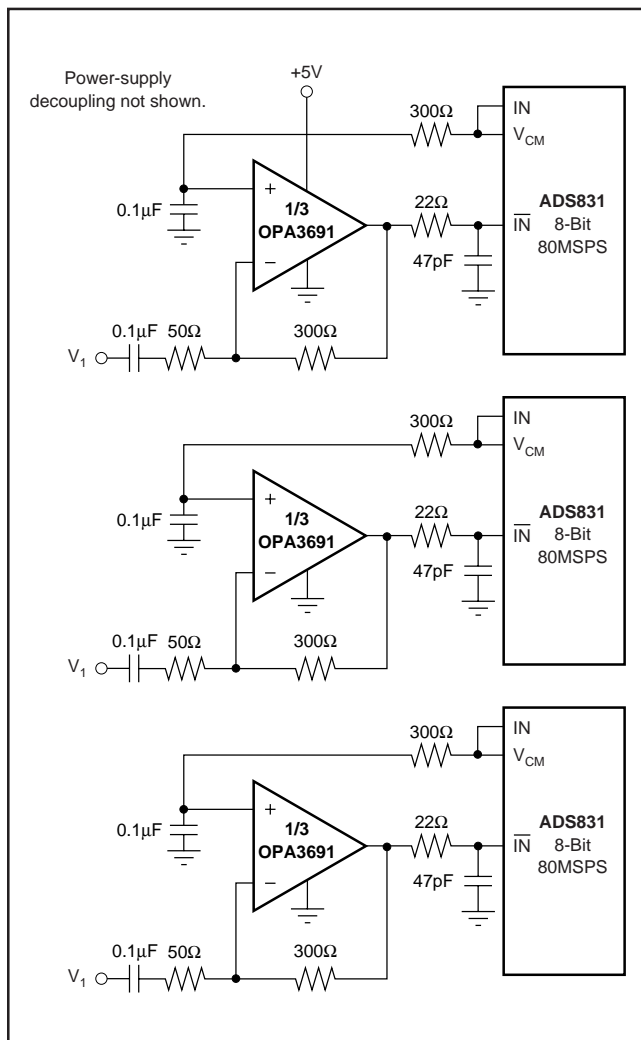 Power-supply
decoupling not shown.
+5V
300Ω
IN
V_CM
0.1µF
+
1/3
OPA3691
−
22Ω
IN
ADS831
8-Bit
80MSPS
47pF
V_1
0.1µF
50Ω
300Ω
300Ω
IN
V_CM
0.1µF
+
1/3
OPA3691
−
22Ω
IN
ADS831
8-Bit
80MSPS
47pF
V_1
0.1µF
50Ω
300Ω
300Ω
IN
V_CM
0.1µF
+
1/3
OPA3691
−
22Ω
IN
ADS831
8-Bit
80MSPS
47pF
V_1
0.1µF
50Ω
300Ω